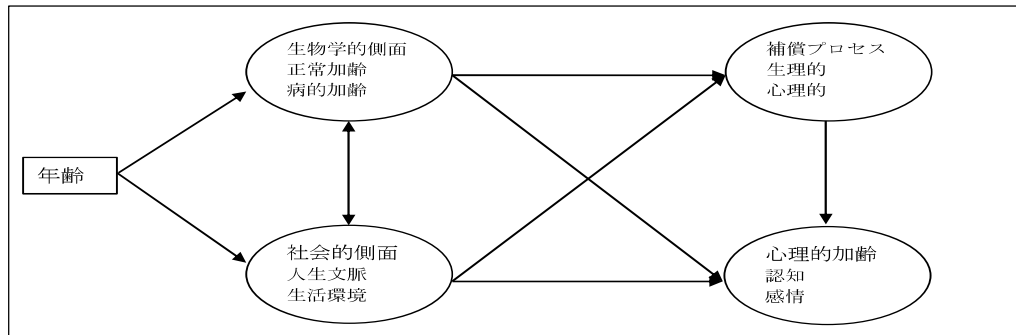 年齢
生物学的側面
正常加齢
病的加齢
社会的側面
人生文脈
生活環境
補償プロセス
生理的
心理的
心理的加齢
認知
感情